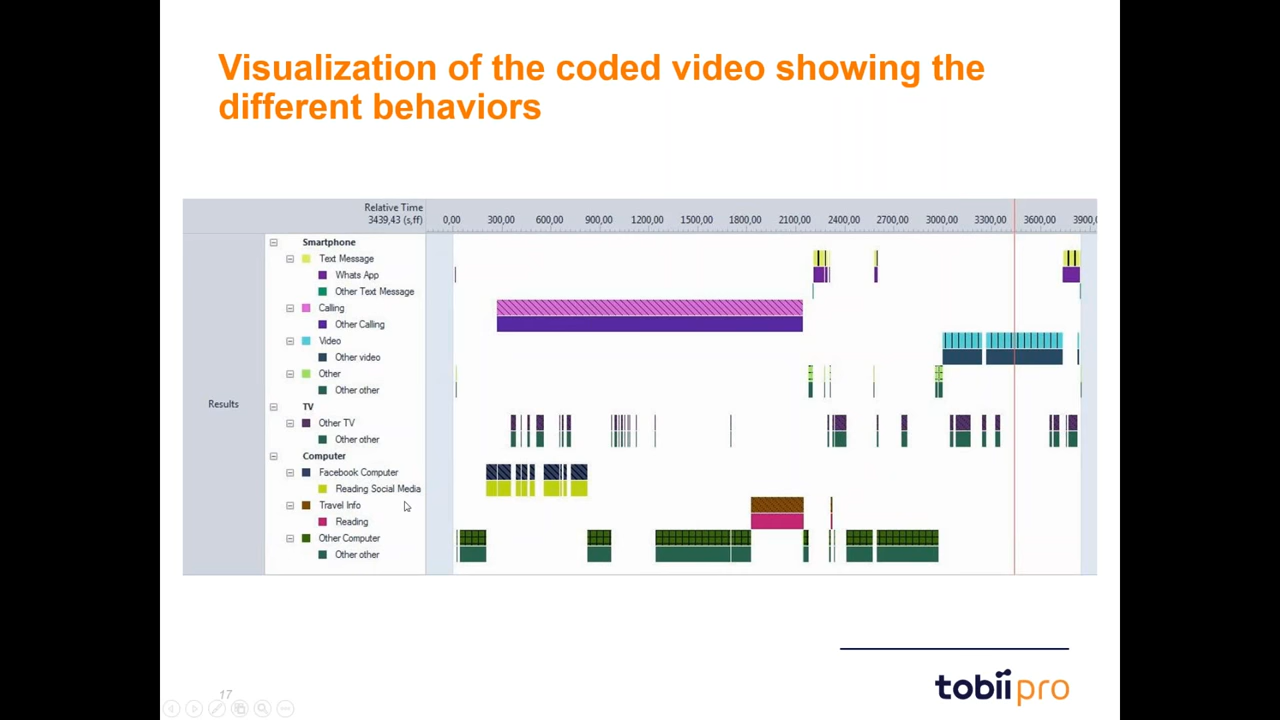 Visualization of the coded video showing the
different behaviors
Relative Time
3439,43 (s,ff)
0,00 300,00 600,00 900,00 1200,00 1500,00 1800,00 2100,00 2400,00 2700,00 3000,00 3300,00 3600,00 3900,
Results
Smartphone
Text Message
Whats App
Other Text Message
Calling
Other Calling
Video
Other video
Other
Other other
TV
Other TV
Other other
Computer
Facebook Computer
Reading Social Media
Travel Info
Reading
Other Computer
Other other
17
tobii pro